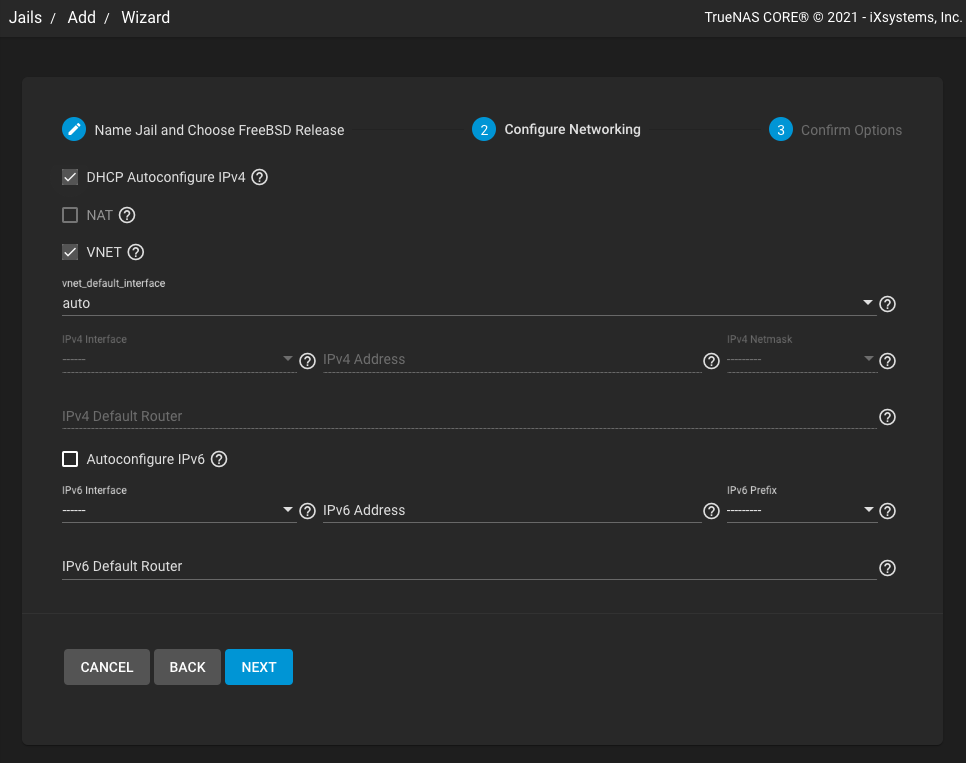 Jails / Add / Wizard
TrueNAS CORE® © 2021 - iXsystems, Inc.
Name Jail and Choose FreeBSD Release
2 Configure Networking
3 Confirm Options
DHCP Autoconfigure IPv4 ?
NAT ?
VNET ?
vnet_default_interface
auto ?
IPv4 Interface
IPv4 Netmask
------ ? IPv4 Address ? --------- ?
IPv4 Default Router ?
Autoconfigure IPv6 ?
IPv6 Interface
IPv6 Prefix
------ ? IPv6 Address ? --------- ?
IPv6 Default Router ?
CANCEL BACK NEXT